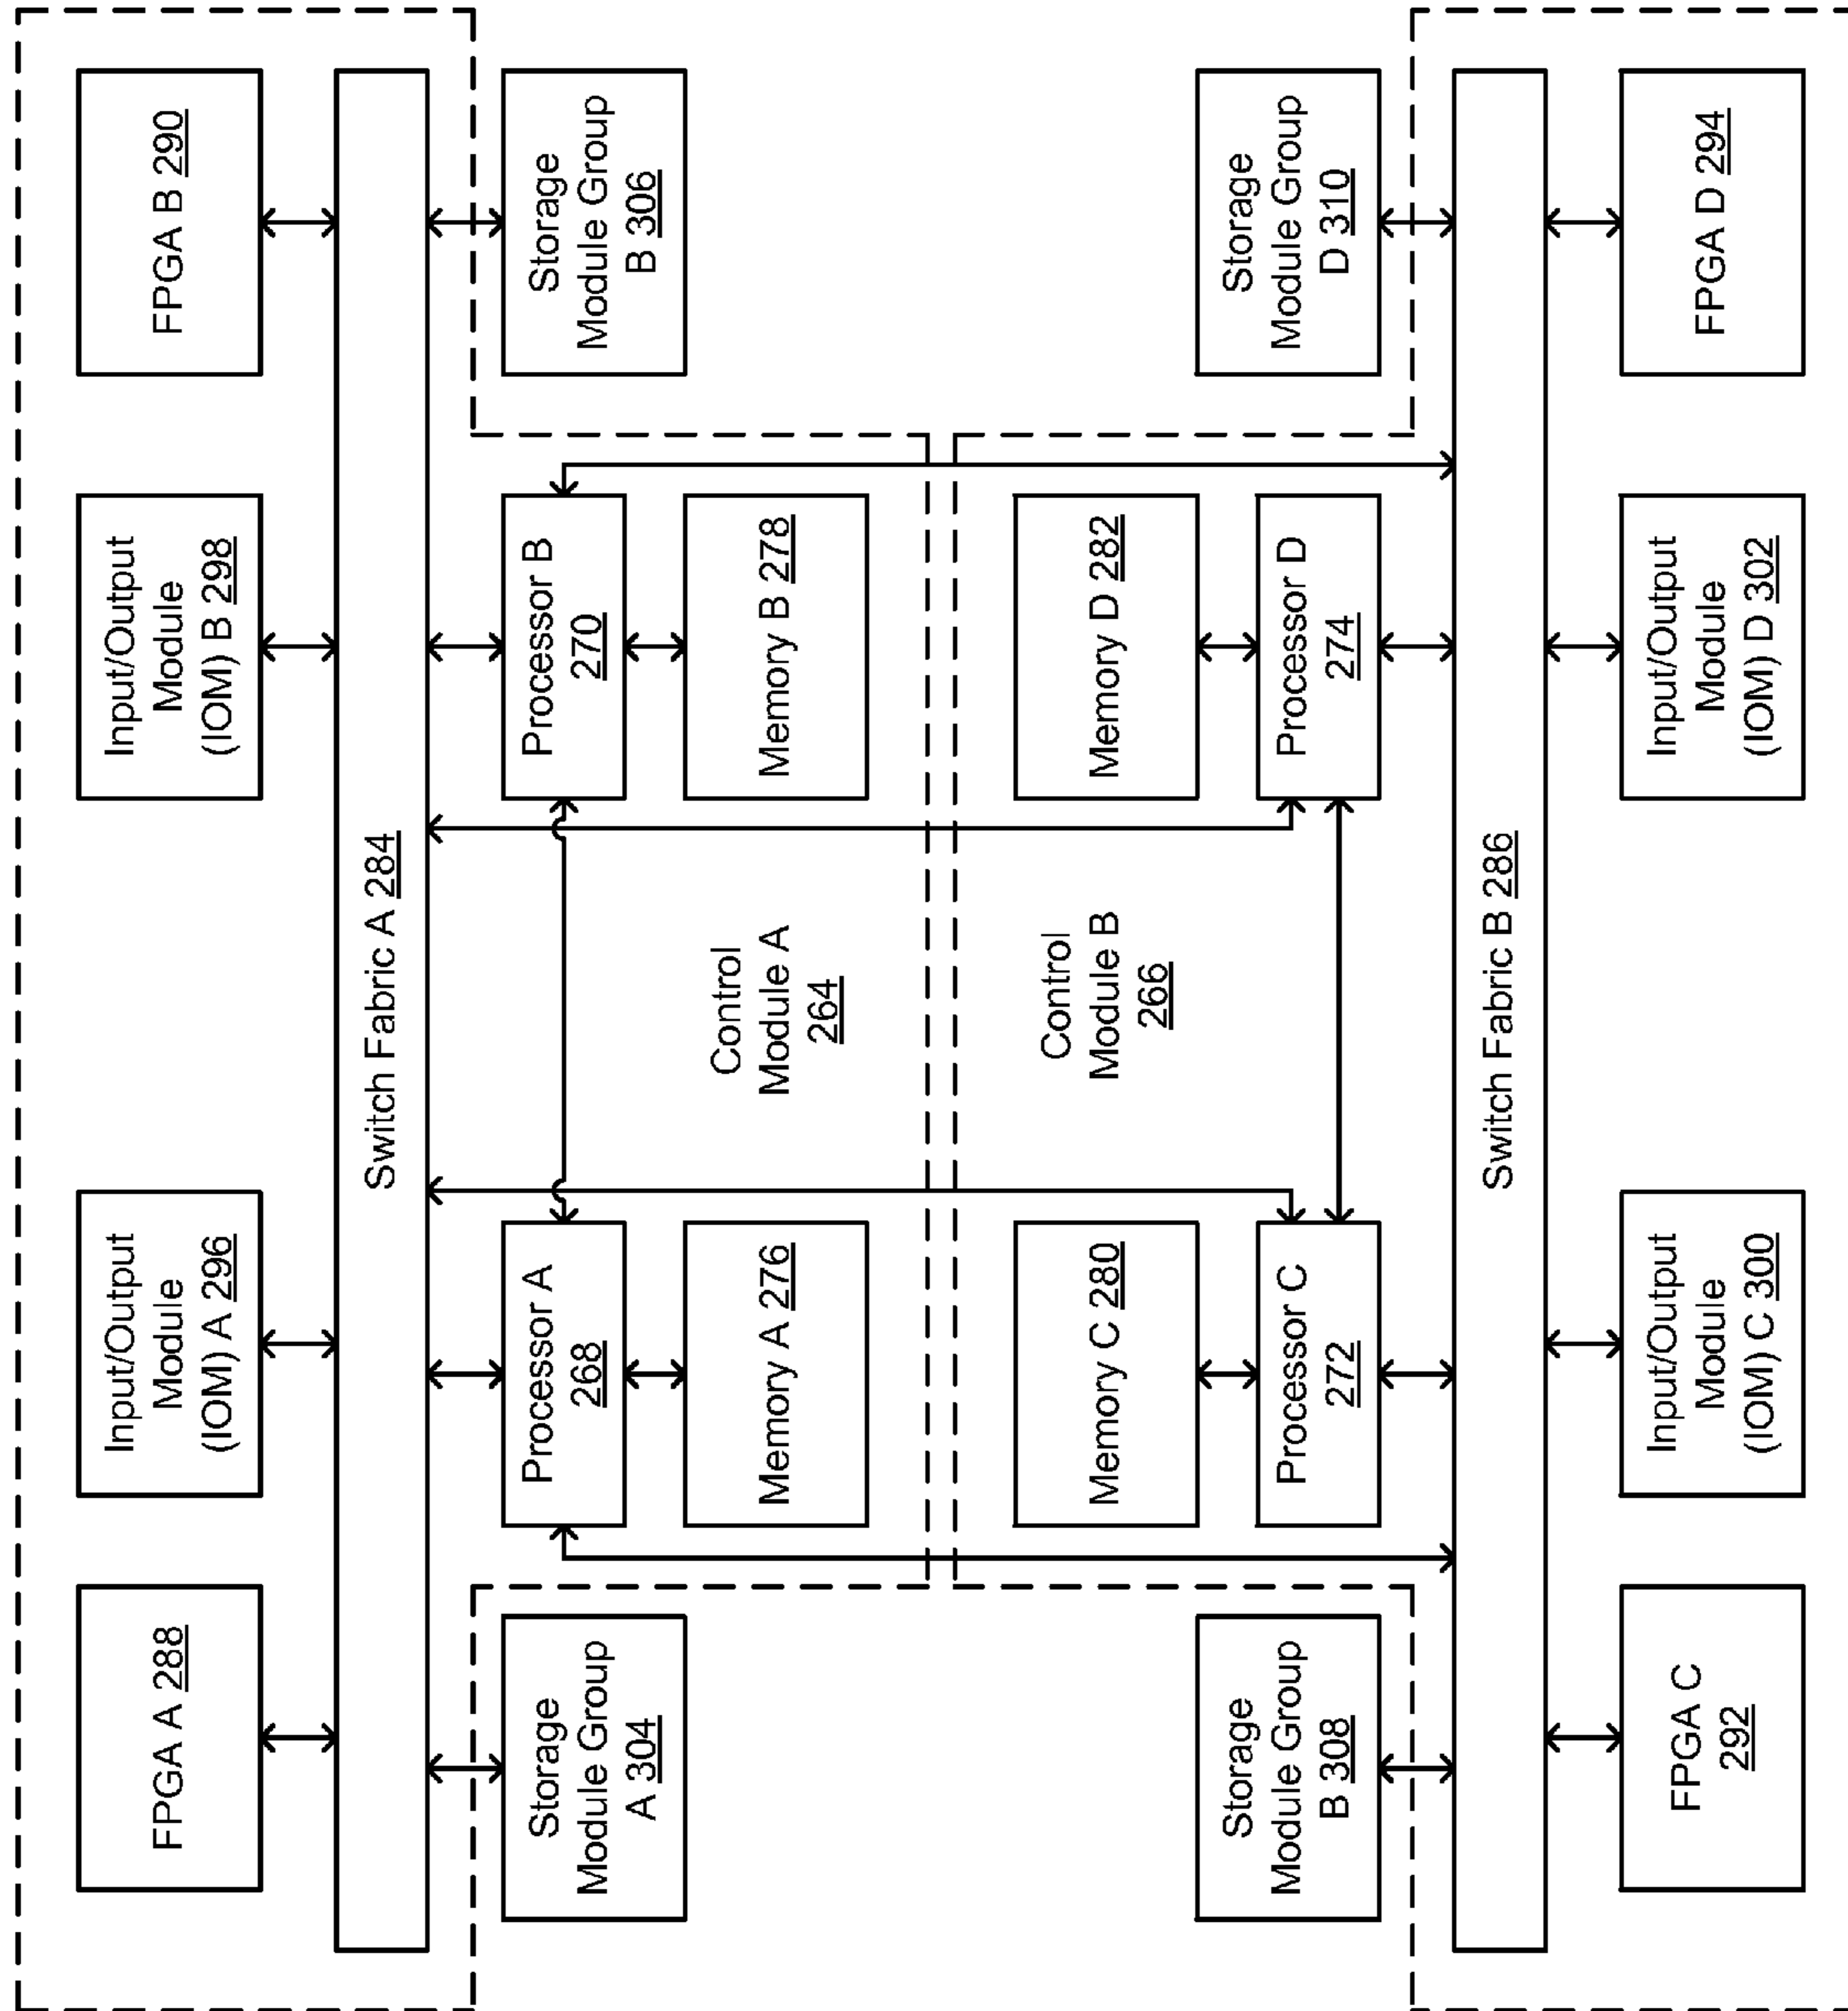 FPGA A 288
Input/Output
Module
(IOM) A 296
Input/Output
Module
(IOM) B 298
FPGA B 290
Switch Fabric A 284
Storage
Module Group
A 304
Processor A
268
Processor B
270
Storage
Module Group
B 306
Memory A 276
Memory B 278
Control
Module A
264
Control
Module B
266
Memory C 280
Memory D 282
Storage
Module Group
B 308
Processor C
272
Processor D
274
Storage
Module Group
D 310
Switch Fabric B 286
FPGA C
292
Input/Output
Module
(IOM) C 300
Input/Output
Module
(IOM) D 302
FPGA D 294